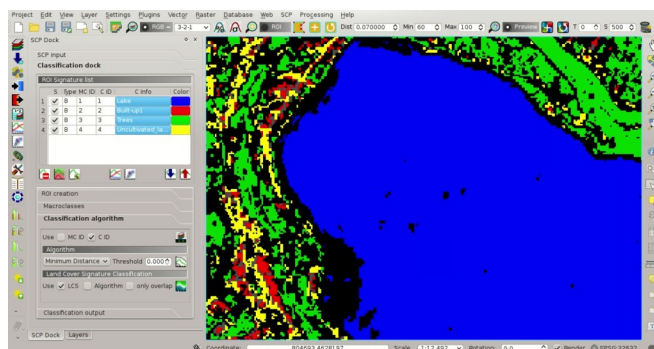 Project Edit View Layer Settings Plugins Vector Raster Database Web SCP Processing Help
RGB = 3-2-1 ROI Dist 0.070000 Min 60 Max 100 Preview T 0 S 500
SCP Dock
SCP input
Classification dock
ROI Signature list
S Type MC ID C ID C Info Color
1 B 1 1 Lake
2 B 2 2 Built-up1
3 B 3 3 Trees
4 B 4 4 Uncultivated_la...
ROI creation
Macroclasses
Classification algorithm
Use MC ID C ID
Algorithm
Minimum Distance Threshold 0.000
Land Cover Signature Classification
Use LCS Algorithm only overlap
Classification output
SCP Dock Layers
Coordinate: 804693,4628197 Scale 1:12,492 Rotation: 0.0 Render EPSG:32632